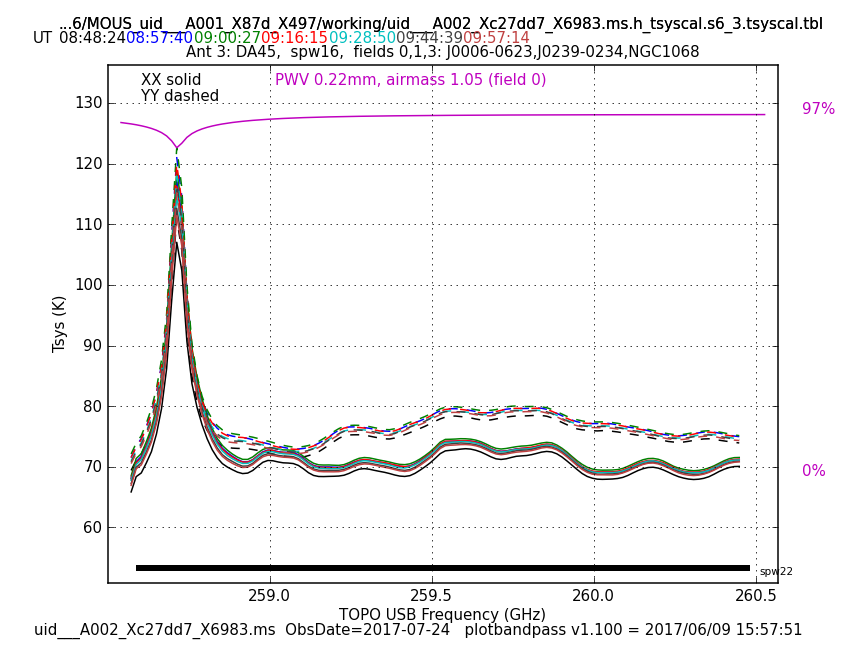 ...6/MOUS_uid___A001_X87d_X497/working/uid___A002_Xc27dd7_X6983.ms.h_tsyscal.s6_3.tsyscal.tbl
UT 08:48:24 08:57:40 09:00:27 09:16:15 09:28:50 09:44:39 09:57:14
Ant 3: DA45, spw16, fields 0,1,3: J0006-0623,J0239-0234,NGC1068
XX solid
PWV 0.22mm, airmass 1.05 (field 0)
YY dashed
130
97%
120
110
100
90
80
70
0%
60
Tsys (K)
spw22
259.0 259.5 260.0 260.5
TOPO USB Frequency (GHz)
uid___A002_Xc27dd7_X6983.ms ObsDate=2017-07-24 plotbandpass v1.100 = 2017/06/09 15:57:51